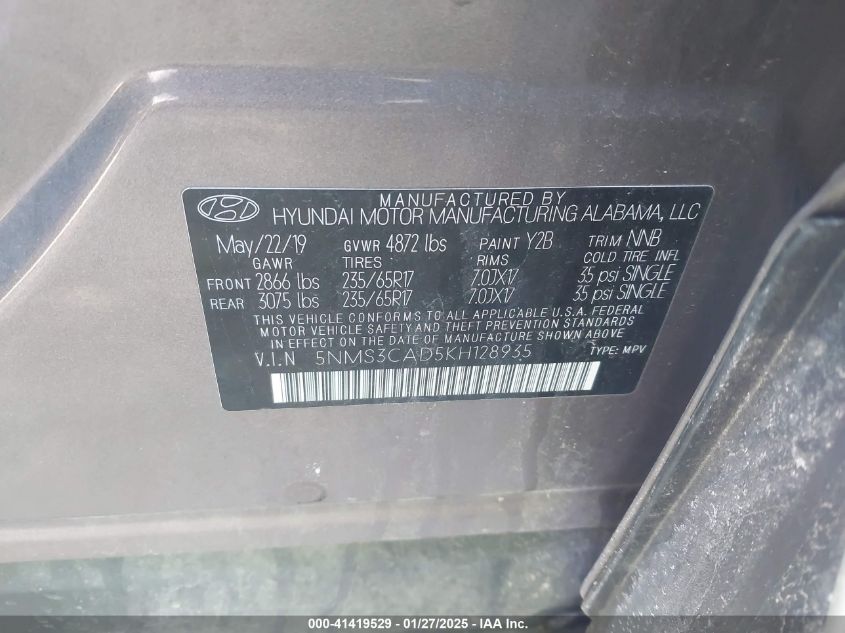 MANUFACTURED BY
HYUNDAI MOTOR MANUFACTURING ALABAMA, LLC
May/22/19 GVWR 4872 lbs PAINT Y2B TRIM NNB
GAWR TIRES RIMS COLD TIRE INFL
FRONT 2866 lbs 235/65R17 7.0JX17 35 psi SINGLE
REAR 3075 lbs 235/65R17 7.0JX17 35 psi SINGLE
THIS VEHICLE CONFORMS TO ALL APPLICABLE U.S.A. FEDERAL
MOTOR VEHICLE SAFETY AND THEFT PREVENTION STANDARDS
IN EFFECT ON THE DATE OF MANUFACTURE SHOWN ABOVE.
V.I.N 5NMS3CAD5KH128935 TYPE: MPV
000-41419529 - 01/27/2025 - IAA Inc.